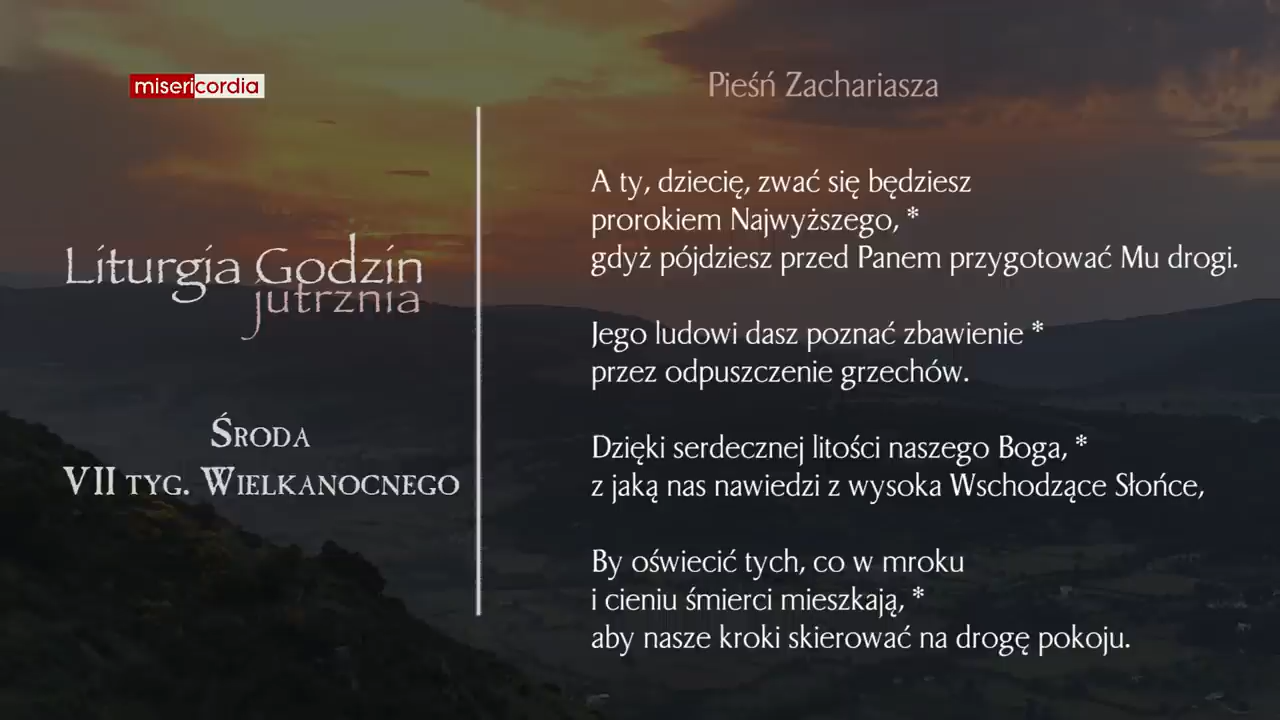 misericordia
Liturgia Godzin
jutrznia
Środa
VII tyg. Wielkanocnego
Pieśń Zachariasza
A ty, dziecię, zwać się będziesz
prorokiem Najwyższego, *
gdyż pójdziesz przed Panem przygotować Mu drogi.
Jego ludowi dasz poznać zbawienie *
przez odpuszczenie grzechów.
Dzięki serdecznej litości naszego Boga, *
z jaką nas nawiedzi z wysoka Wschodzące Słońce,
By oświecić tych, co w mroku
i cieniu śmierci mieszkają, *
aby nasze kroki skierować na drogę pokoju.